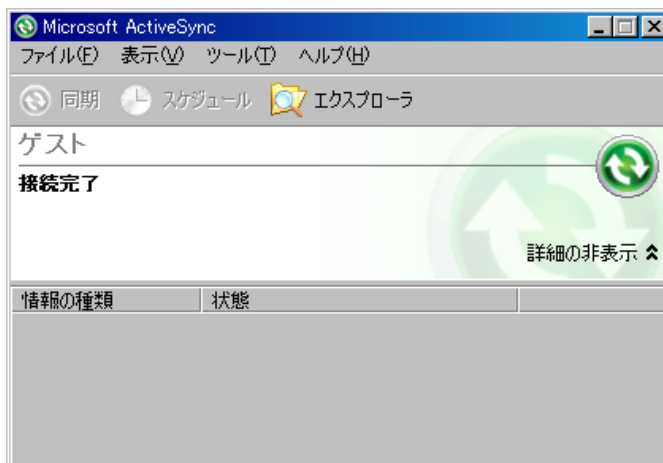 Microsoft ActiveSync
ファイル(F) 表示(V) ツール(T) ヘルプ(H)
同期 スケジュール エクスプローラ
ゲスト
接続完了
詳細の非表示
情報の種類 状態